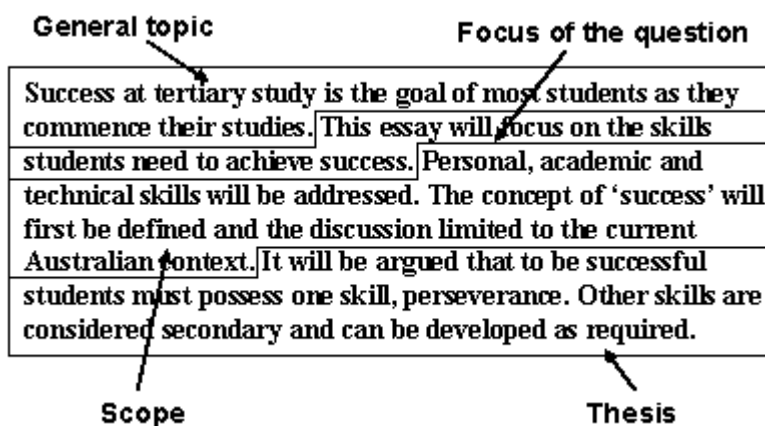 General topic
Focus of the question
Success at tertiary study is the goal of most students as they
commence their studies. This essay will focus on the skills
students need to achieve success. Personal, academic and
technical skills will be addressed. The concept of ‘success’ will
first be defined and the discussion limited to the current
Australian context. It will be argued that to be successful
students must possess one skill, perseverance. Other skills are
considered secondary and can be developed as required.
Scope
Thesis